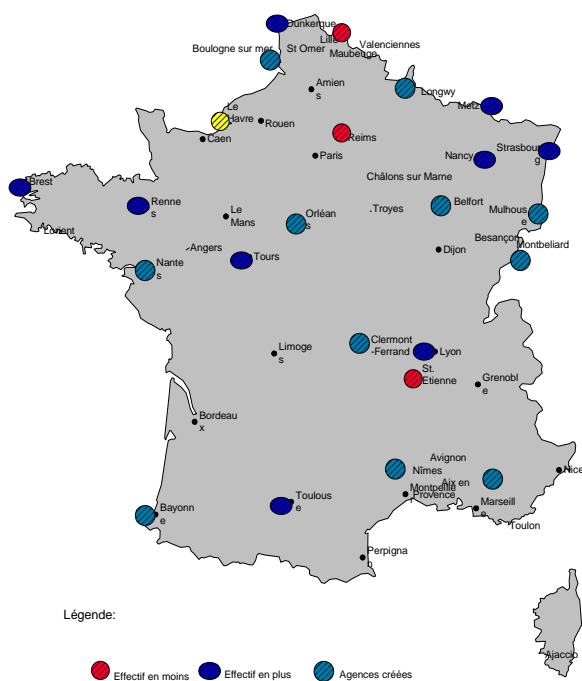 Dunkerque
Lille
Boulogne sur mer
St Omer
Valenciennes
Maubeuge
Amien
s
Longwy
Metz
Le
Havre
Rouen
Caen
Reims
Paris
Nancy
Strasbour
g
Châlons sur Marne
Brest
Renne
s
Lorient
Le
Mans
Orléan
s
.Troyes
Belfort
Mulhous
e
Angers
Tours
Nante
s
Dijon
Besançon
Montbeliard
Limoge
s
Clermont
-Ferrand
Lyon
St.
Etienne
Grenobl
e
Bordeau
x
Avignon
Nîmes
Aix en
Provence
Montpellie
Nice
Marseill
e
Toulon
Toulous
e
Bayonn
e
Perpigna
n
Ajaccio
Légende:
Effectif en moins
Effectif en plus
Agences créées